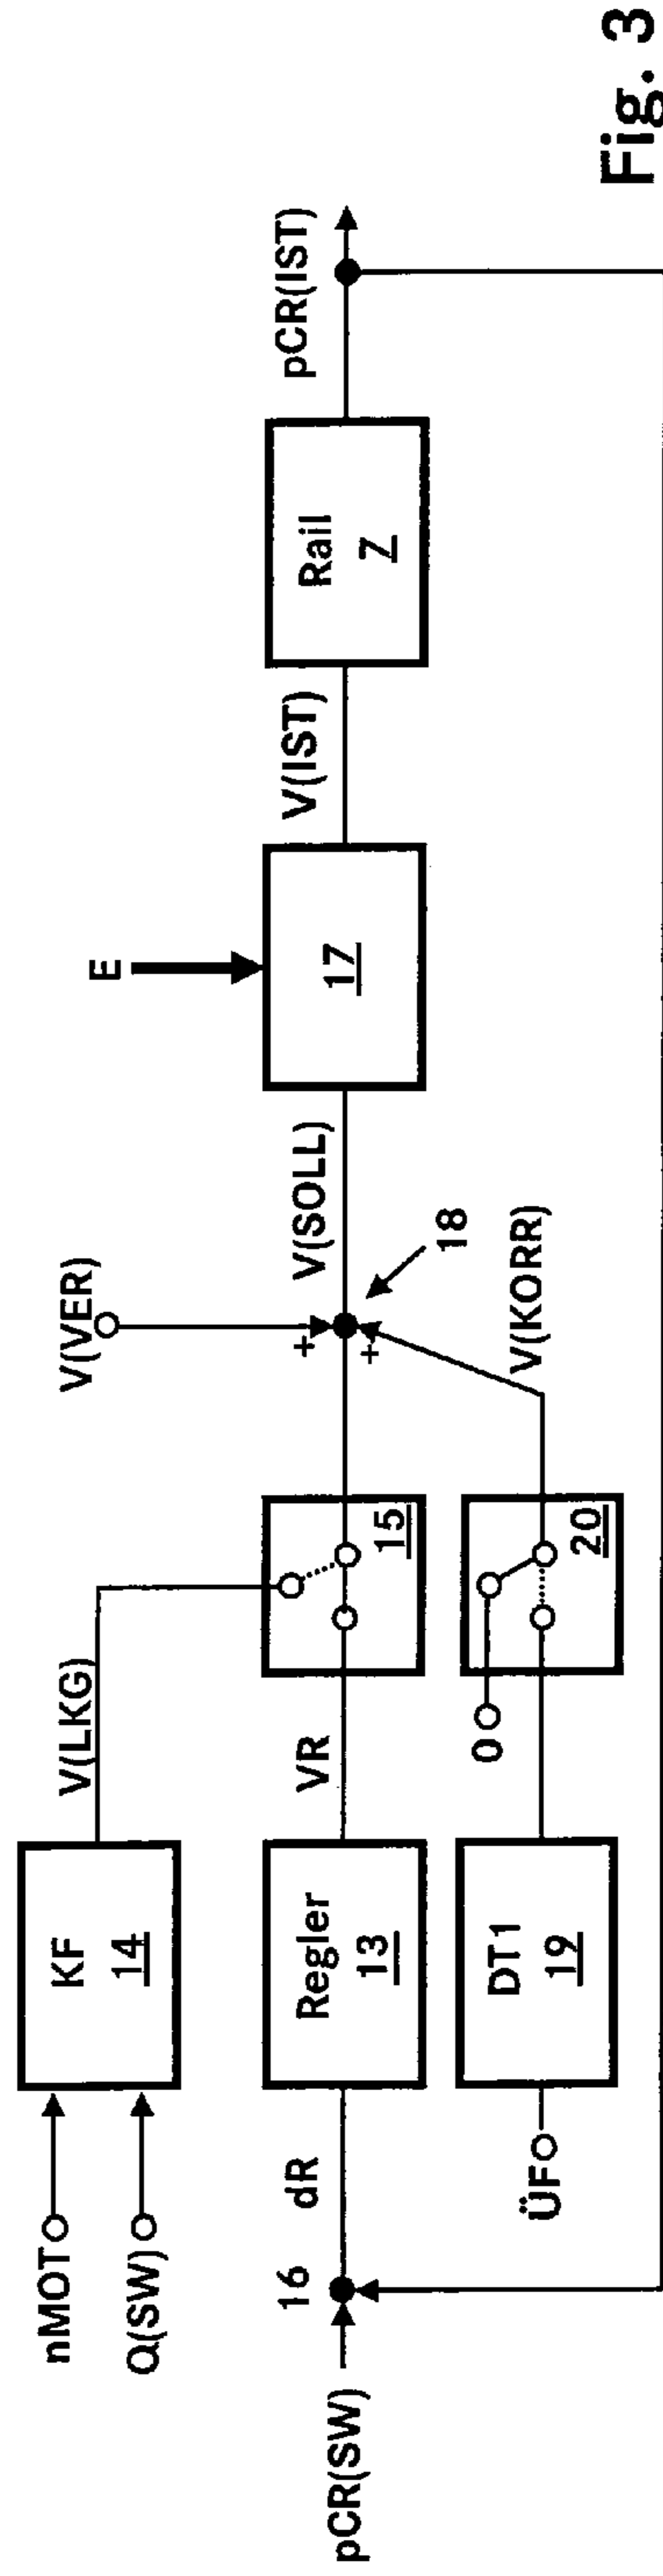 nMOT
Q(SW)
KF
14
V(LKG)
V(VER)
E
pCR(SW)
16
dR
Regler
13
VR
15
+
+
18
V(SOLL)
17
V(IST)
Rail
7
pCR(IST)
ÜF
DT1
19
0
20
V(KORR)
Fig. 3